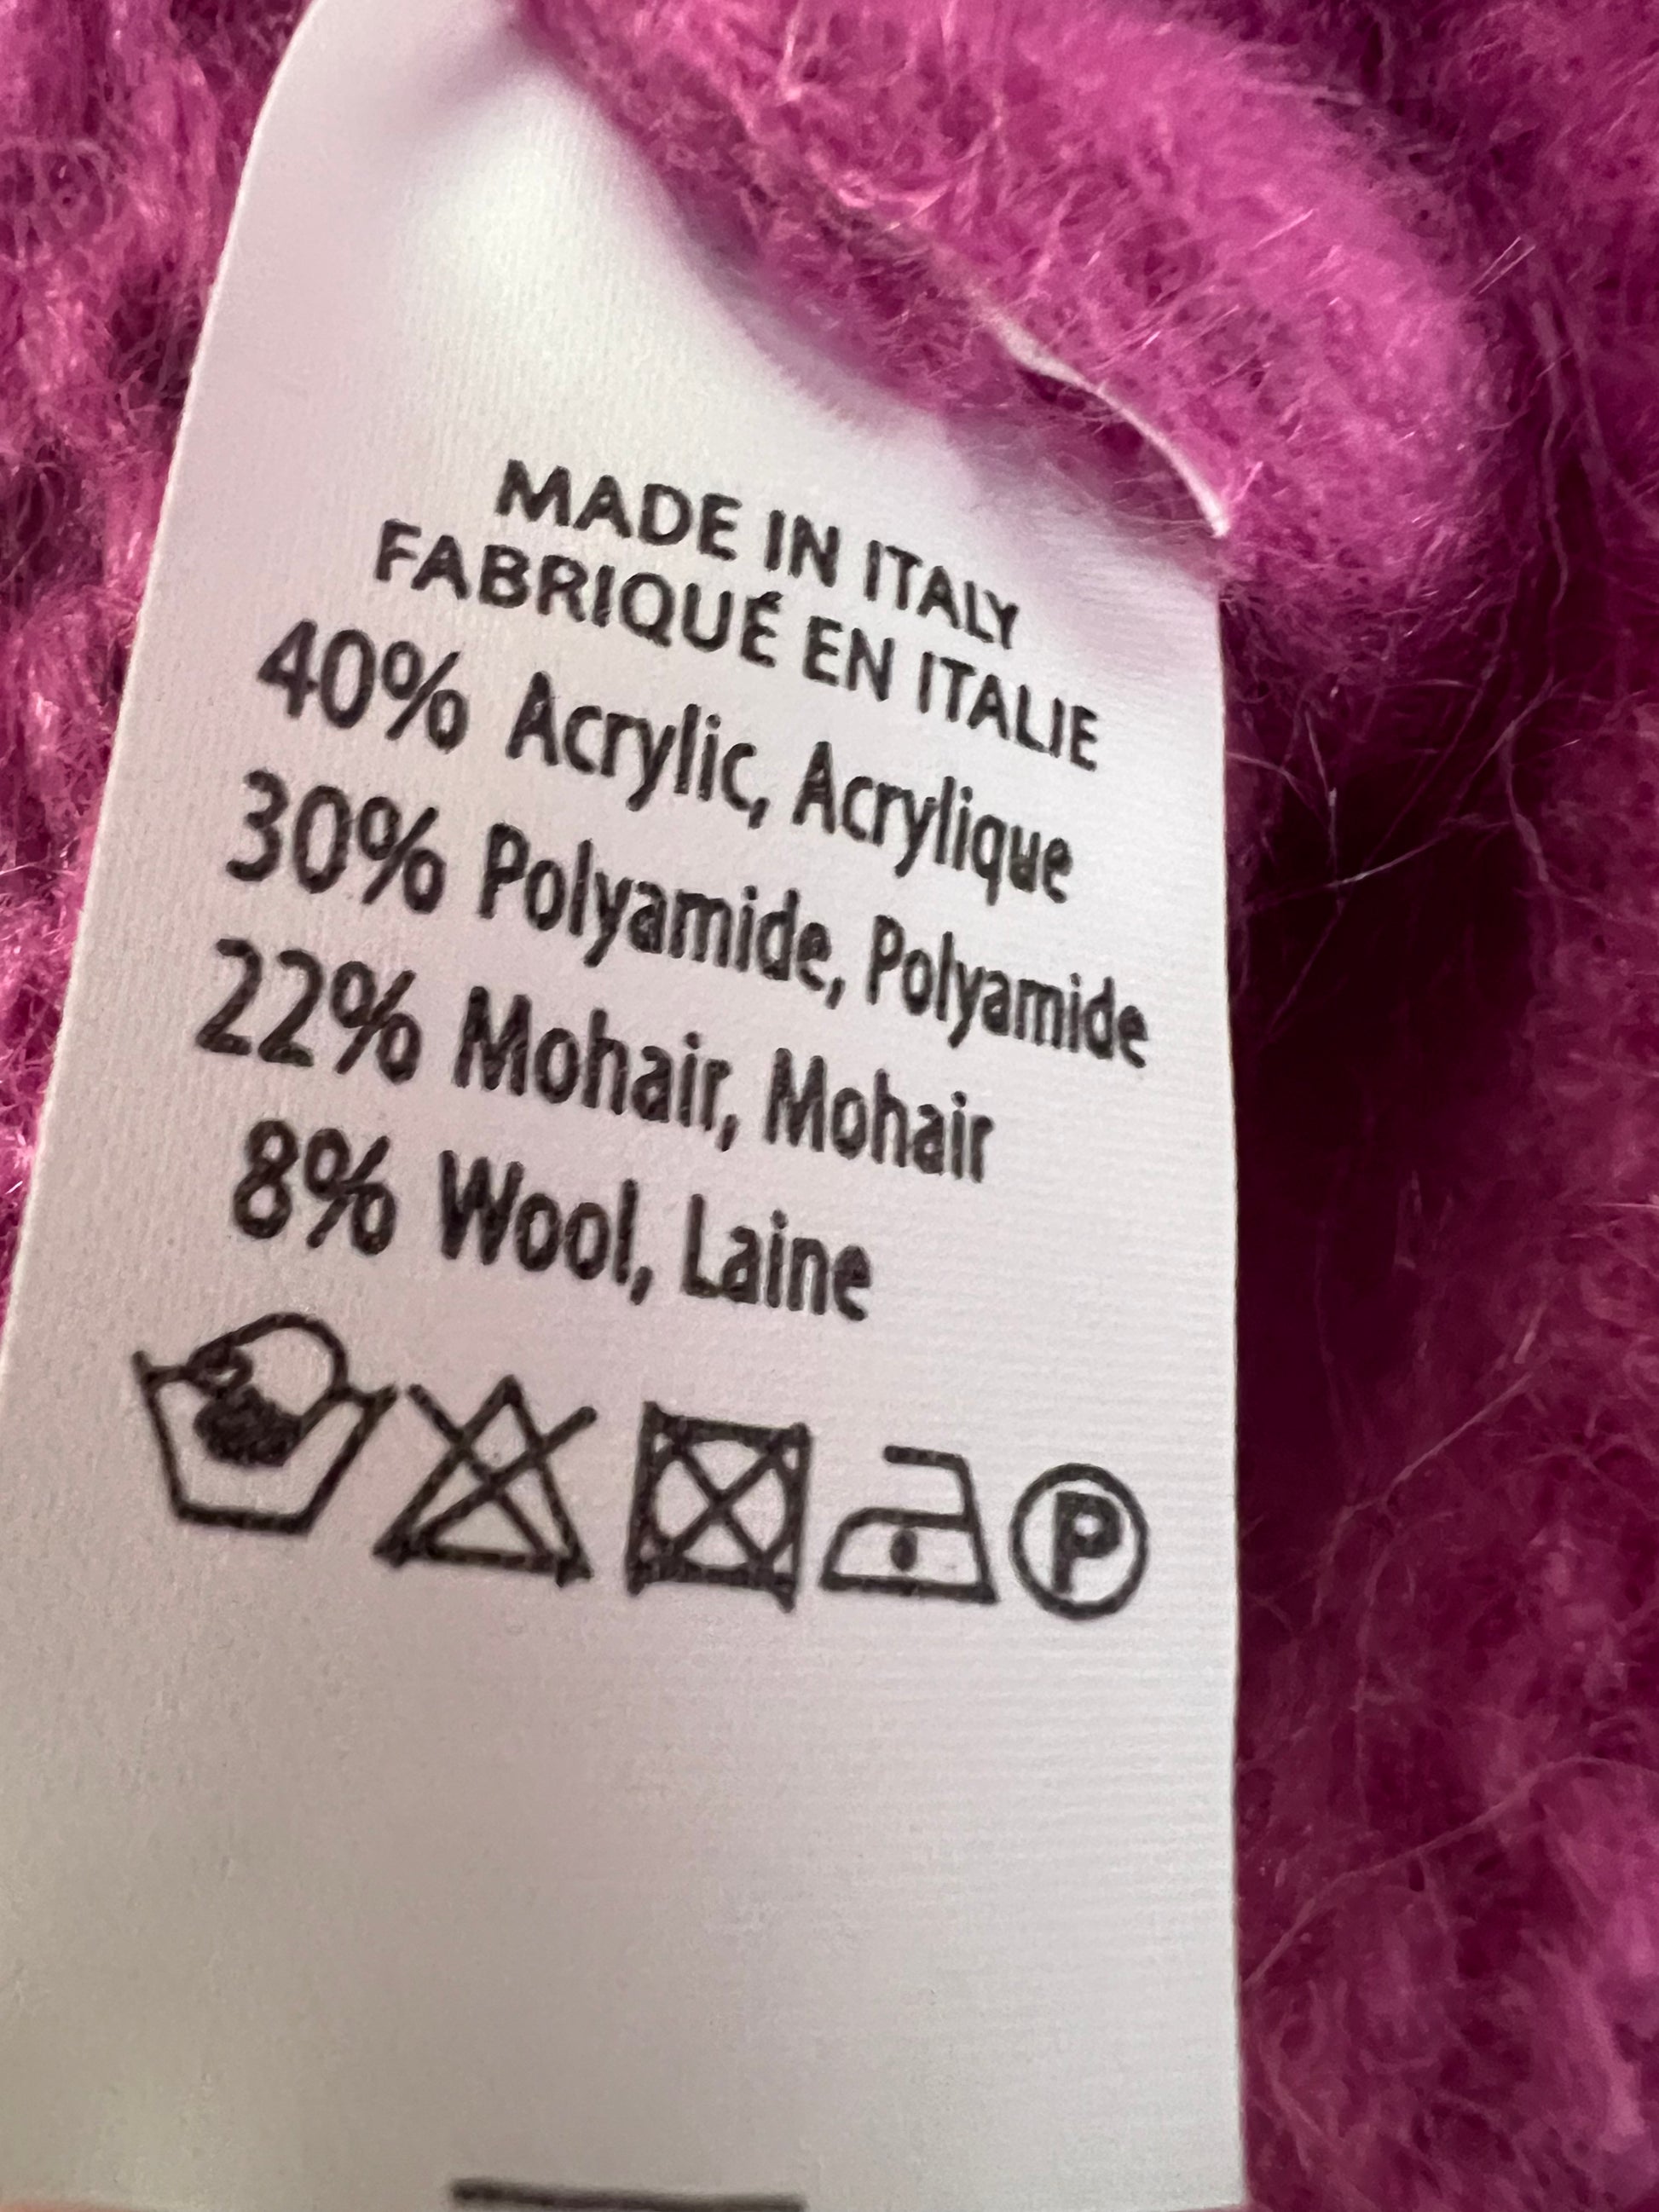 MADE IN ITALY
FABRIQUÉ EN ITALIE
40% Acrylic, Acrylique
30% Polyamide, Polyamide
22% Mohair, Mohair
8% Wool, Laine
P